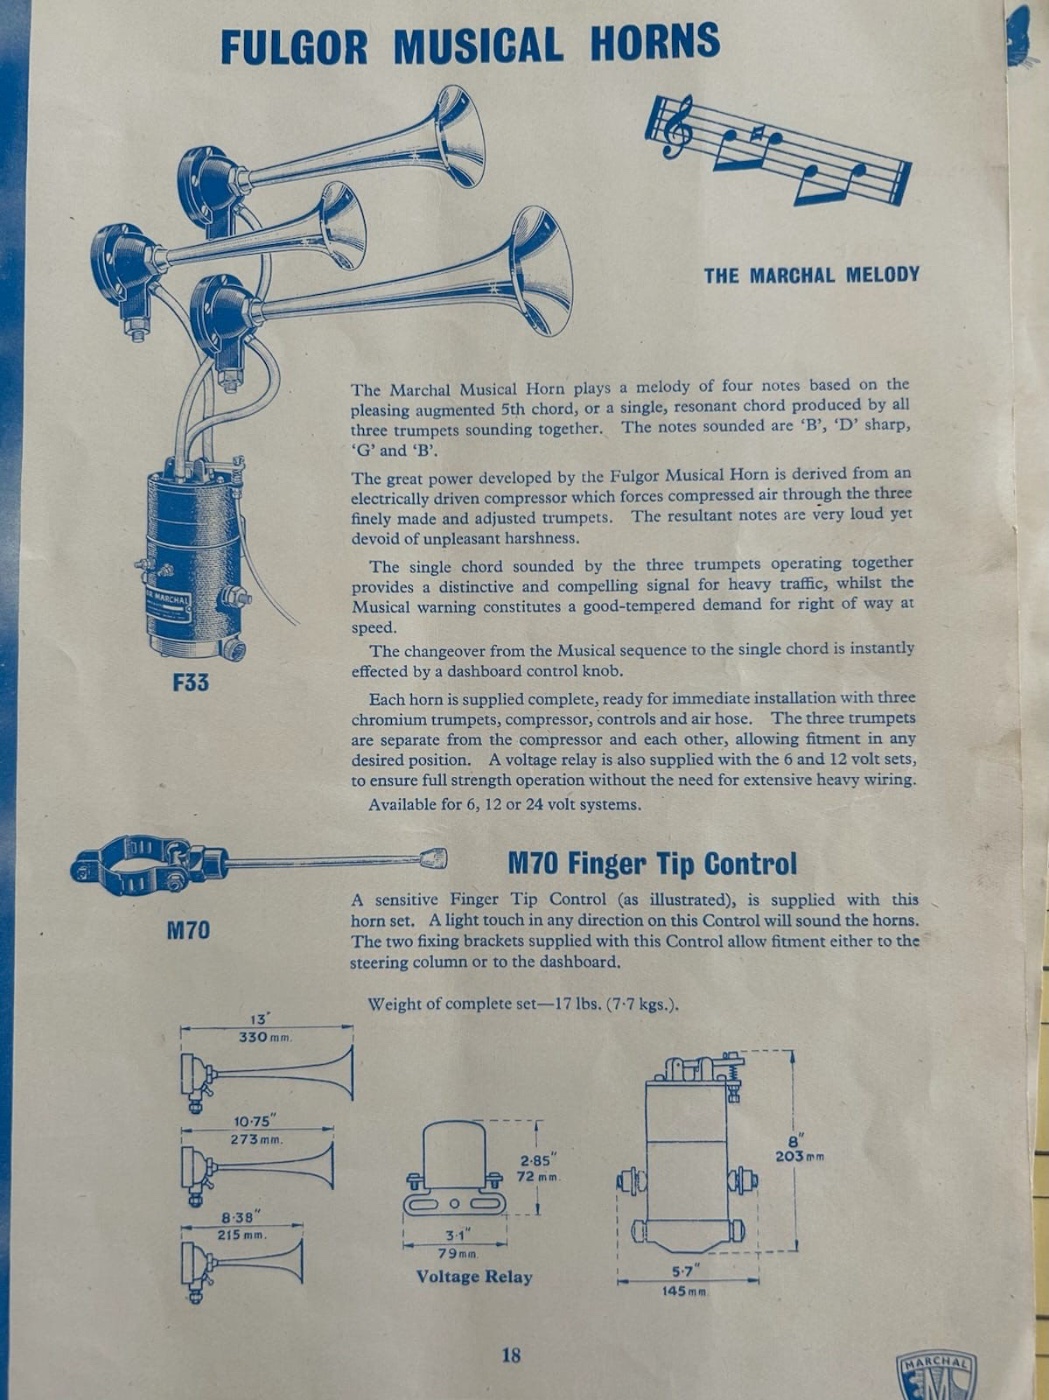 FULGOR MUSICAL HORNS
THE MARCHAL MELODY
The Marchal Musical Horn plays a melody of four notes based on the
pleasing augmented 5th chord, or a single, resonant chord produced by all
three trumpets sounding together. The notes sounded are ‘B’, ‘D’ sharp,
‘G’ and ‘B’.
The great power developed by the Fulgor Musical Horn is derived from an
electrically driven compressor which forces compressed air through the three
finely made and adjusted trumpets. The resultant notes are very loud yet
devoid of unpleasant harshness.
The single chord sounded by the three trumpets operating together
provides a distinctive and compelling signal for heavy traffic, whilst the
Musical warning constitutes a good-tempered demand for right of way at
speed.
The changeover from the Musical sequence to the single chord is instantly
effected by a dashboard control knob.
Each horn is supplied complete, ready for immediate installation with three
chromium trumpets, compressor, controls and air hose. The three trumpets
are separate from the compressor and each other, allowing fitment in any
desired position. A voltage relay is also supplied with the 6 and 12 volt sets,
to ensure full strength operation without the need for extensive heavy wiring.
Available for 6, 12 or 24 volt systems.
MARCHAL
F33
M70 Finger Tip Control
A sensitive Finger Tip Control (as illustrated), is supplied with this
horn set. A light touch in any direction on this Control will sound the horns.
The two fixing brackets supplied with this Control allow fitment either to the
steering column or to the dashboard.
M70
Weight of complete set—17 lbs. (7·7 kgs.).
13″
330 mm.
10·75″
273 mm.
8·38″
215 mm.
2·85″
72 mm.
3·1″
79 mm.
Voltage Relay
8″
203 mm
5·7″
145 mm.
18
MARCHAL